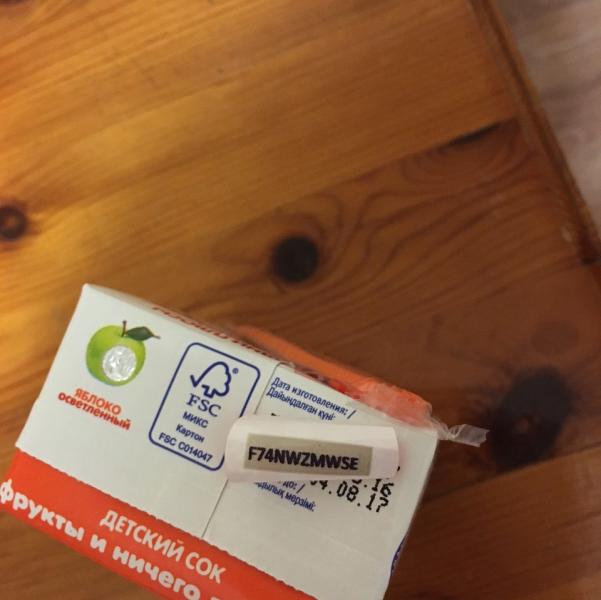 ЯБЛОКО
ОСВЕТЛЕННЫЙ
FSC
МИКС
Картон
FSC C014047
Дата изготовления: /
Дайындалған күні:
F74NWZMWSE
04.08.17
мерзімі:
ДЕТСКИЙ СОК
фрукты и ничего